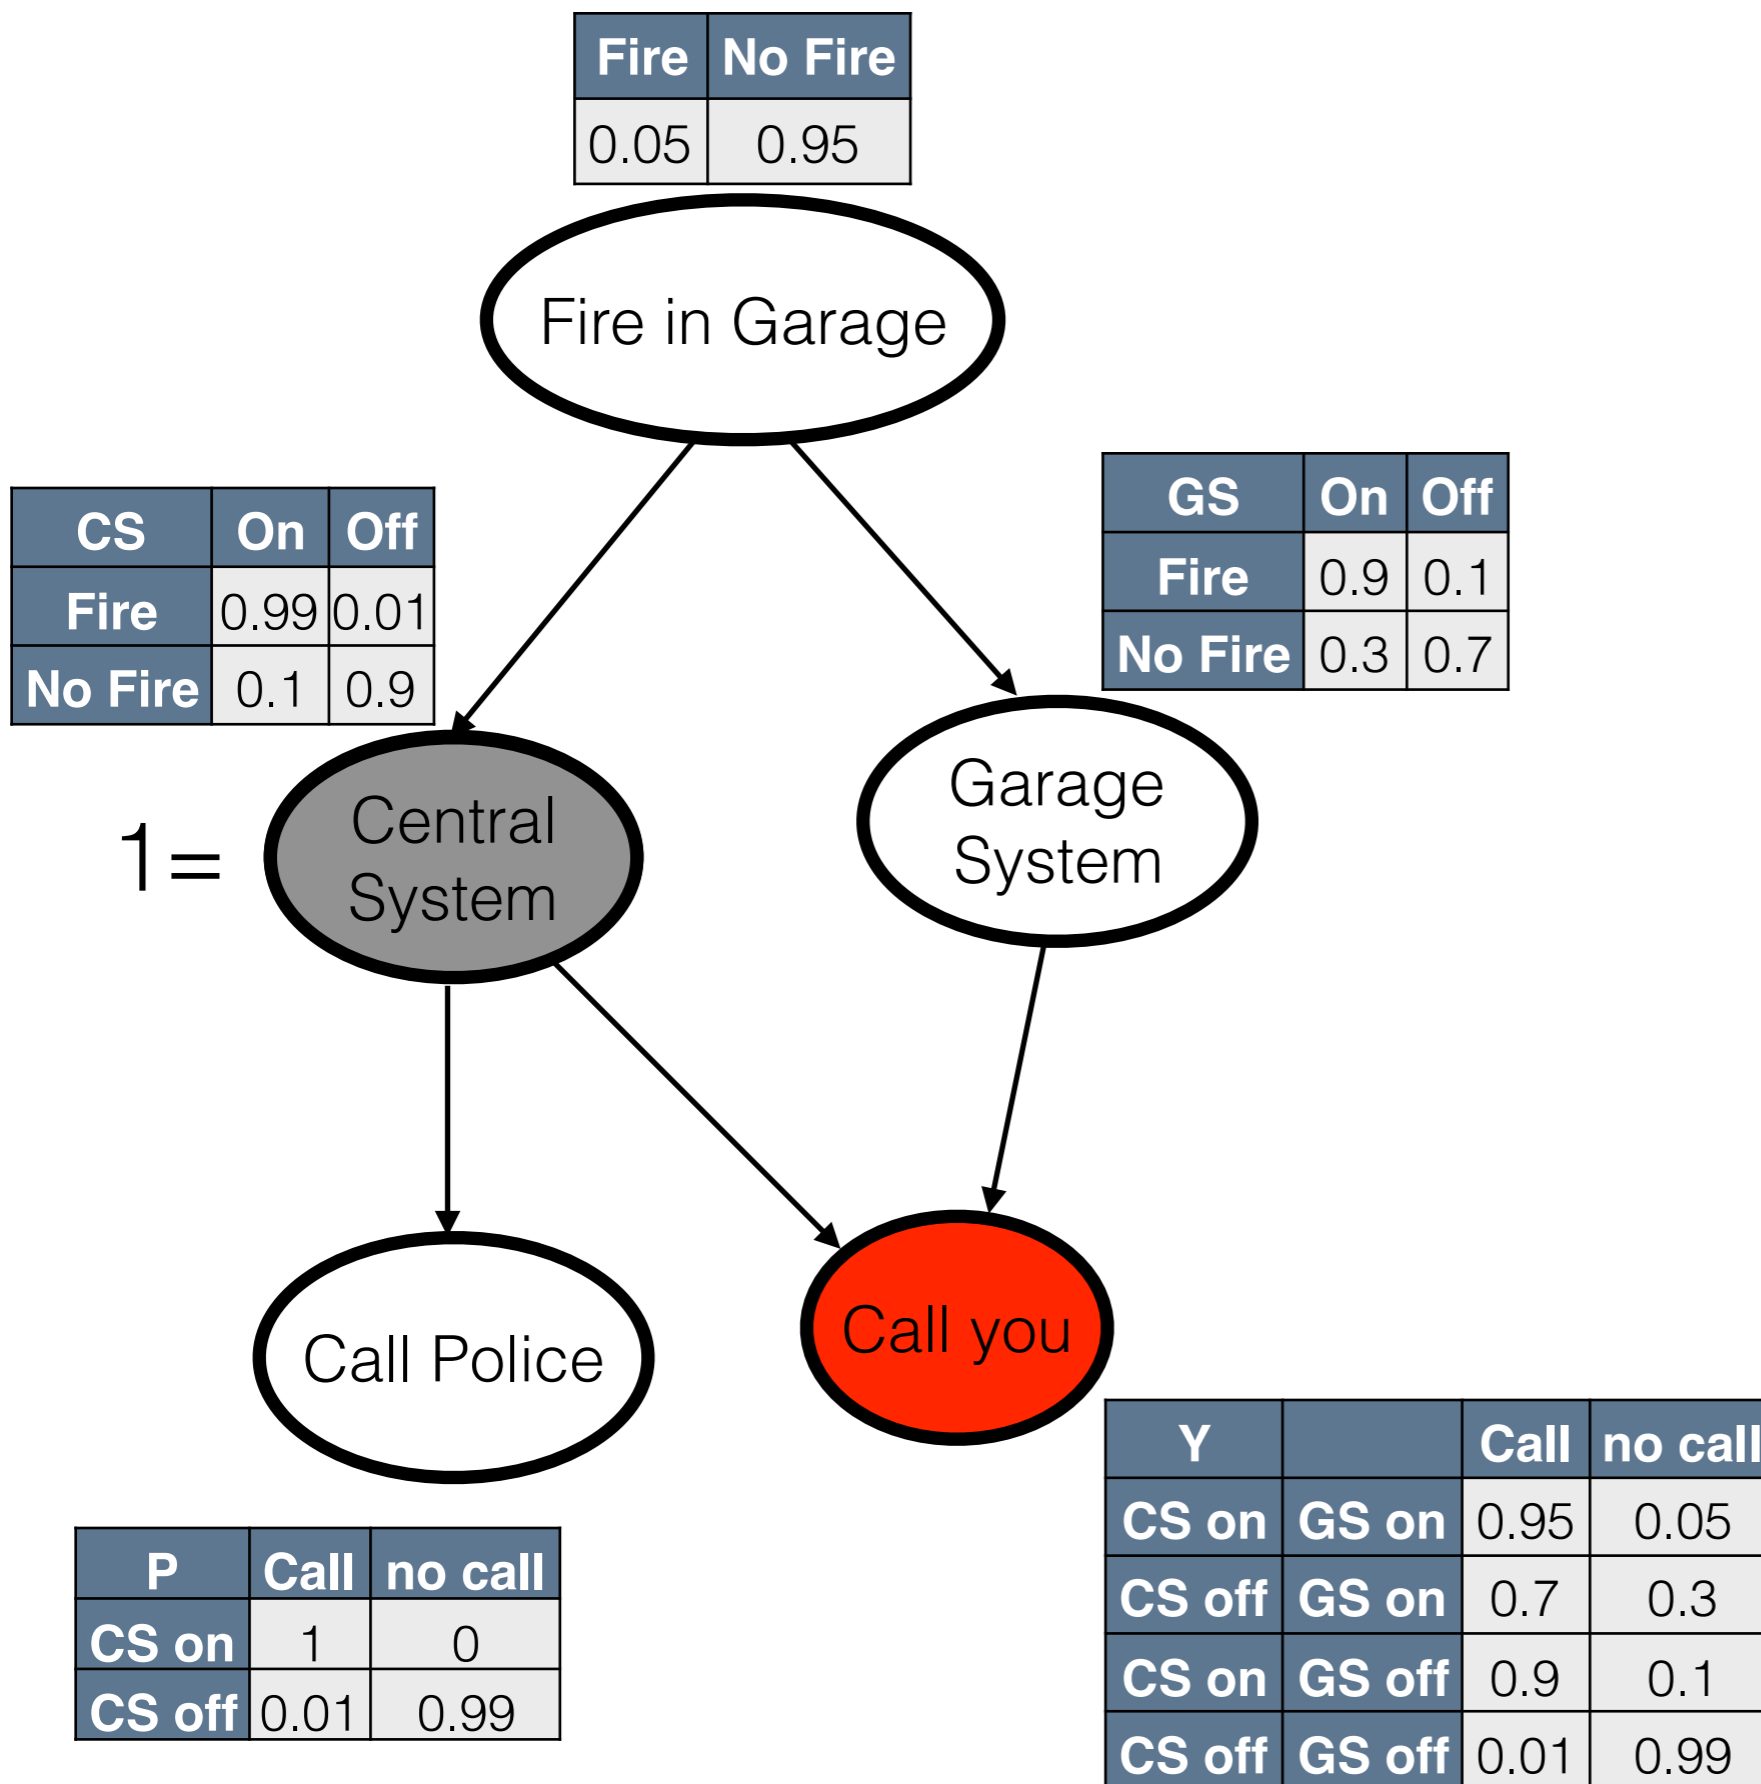 Fire No Fire
0.05 0.95
Fire in Garage
CS On Off
Fire 0.99 0.01
No Fire 0.1 0.9
GS On Off
Fire 0.9 0.1
No Fire 0.3 0.7
1=
Central
System
Garage
System
Call Police
Call you
P Call no call
CS on 1 0
CS off 0.01 0.99
Y Call no call
CS on GS on 0.95 0.05
CS off GS on 0.7 0.3
CS on GS off 0.9 0.1
CS off GS off 0.01 0.99